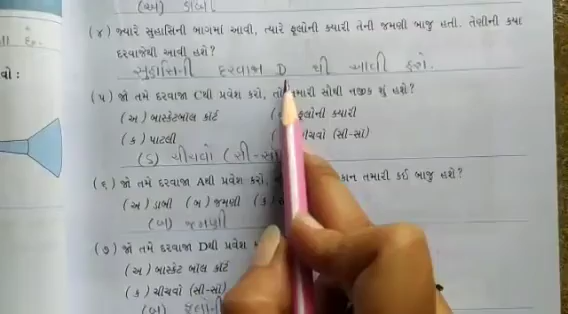 (અ) ડાબી
(૪) જ્યારે સુહાસિની બાગમાં આવી, ત્યારે ફૂલોની ક્યારી તેની જમણી બાજુ હતી. તેણીની કયા
દરવાજેથી આવી હશે?
સુહાસિની દરવાજા D થી આવી હશે.
(૫) જો તમે દરવાજા Cથી પ્રવેશ કરો, તો તમારી સૌથી નજીક શું હશે?
(અ) બાસ્કેટબૉલ કૉર્ટ ફૂલોની ક્યારી
(ક) પાટલી ચીચવો (સી-સૉ)
(ડ) ચીચવો (સી-સૉ)
(૬) જો તમે દરવાજા Aથી પ્રવેશ કરો, તમારી કઈ બાજુ હશે?
(અ) ડાબી (બ) જમણી (ક)
(બ) જમણી
(૭) જો તમે દરવાજા Dથી પ્રવેશ
(અ) બાસ્કેટ બૉલ કૉર્ટ
(ક) ચીચવો (સી-સૉ)
(બ) ફૂલોની